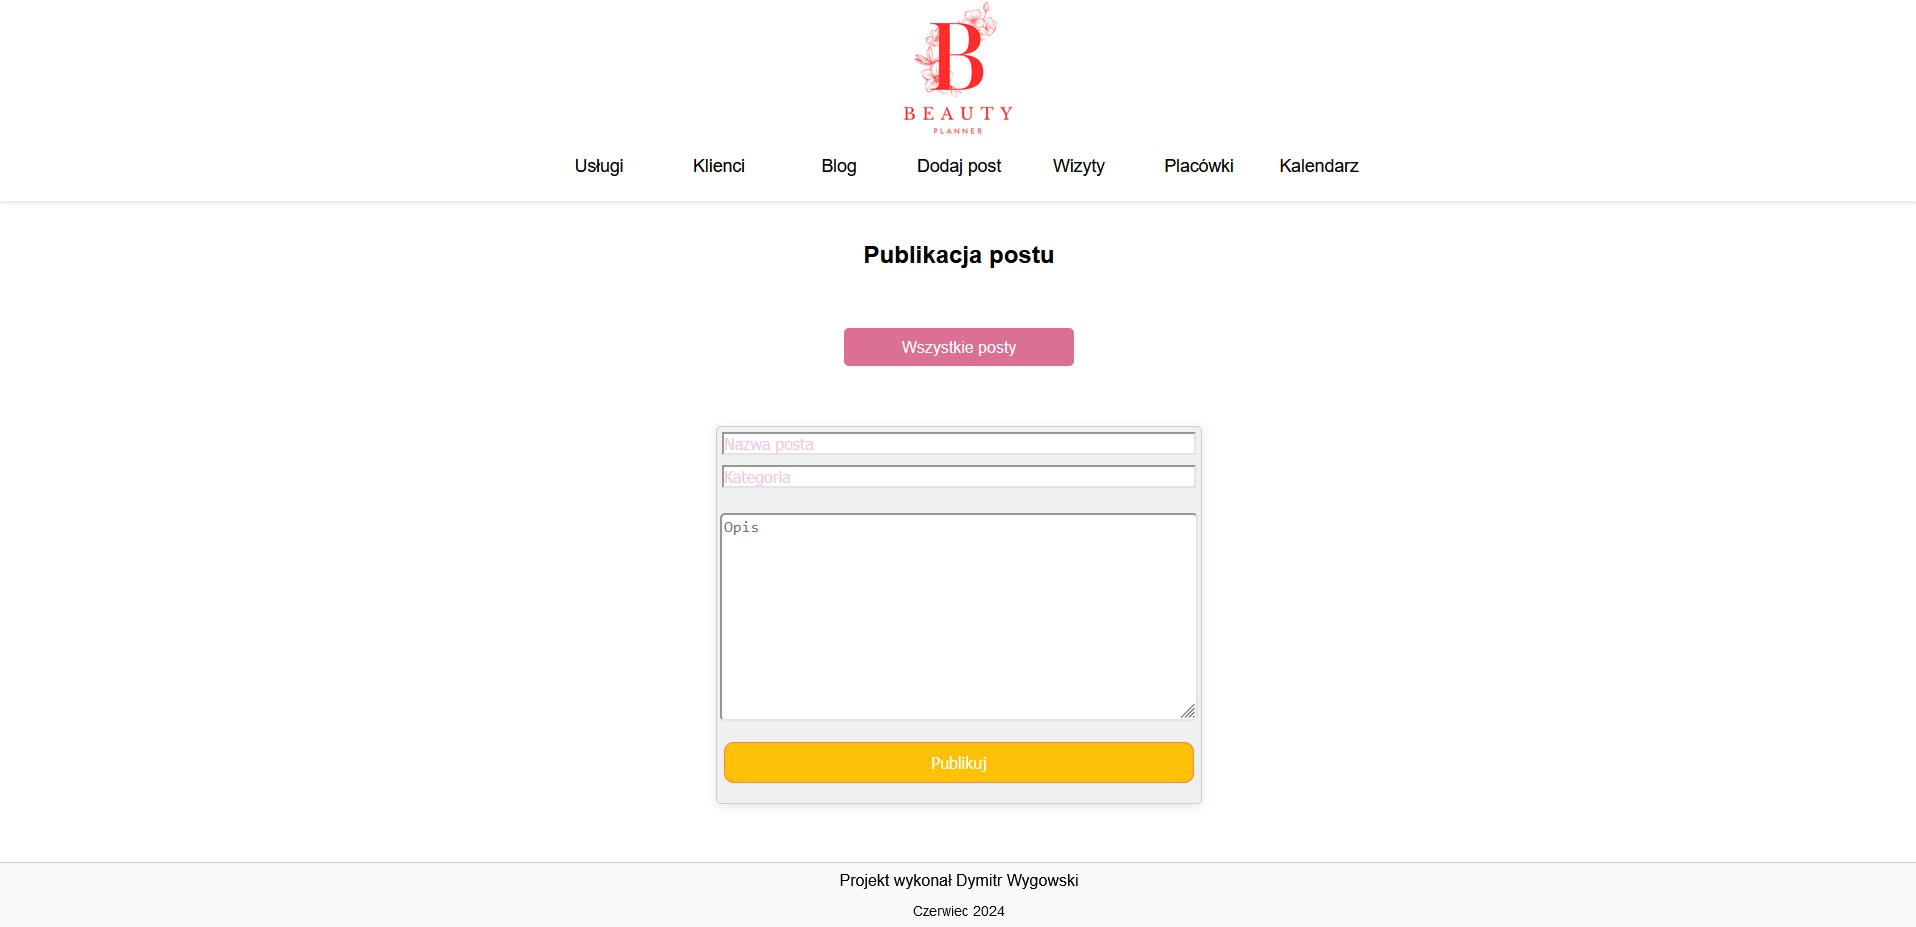 B
BEAUTY
PLANNER
Usługi Klienci Blog Dodaj post Wizyty Placówki Kalendarz
Publikacja postu
Wszystkie posty
Nazwa posta
Kategoria
Opis
Publikuj
Projekt wykonał Dymitr Wygowski
Czerwiec 2024